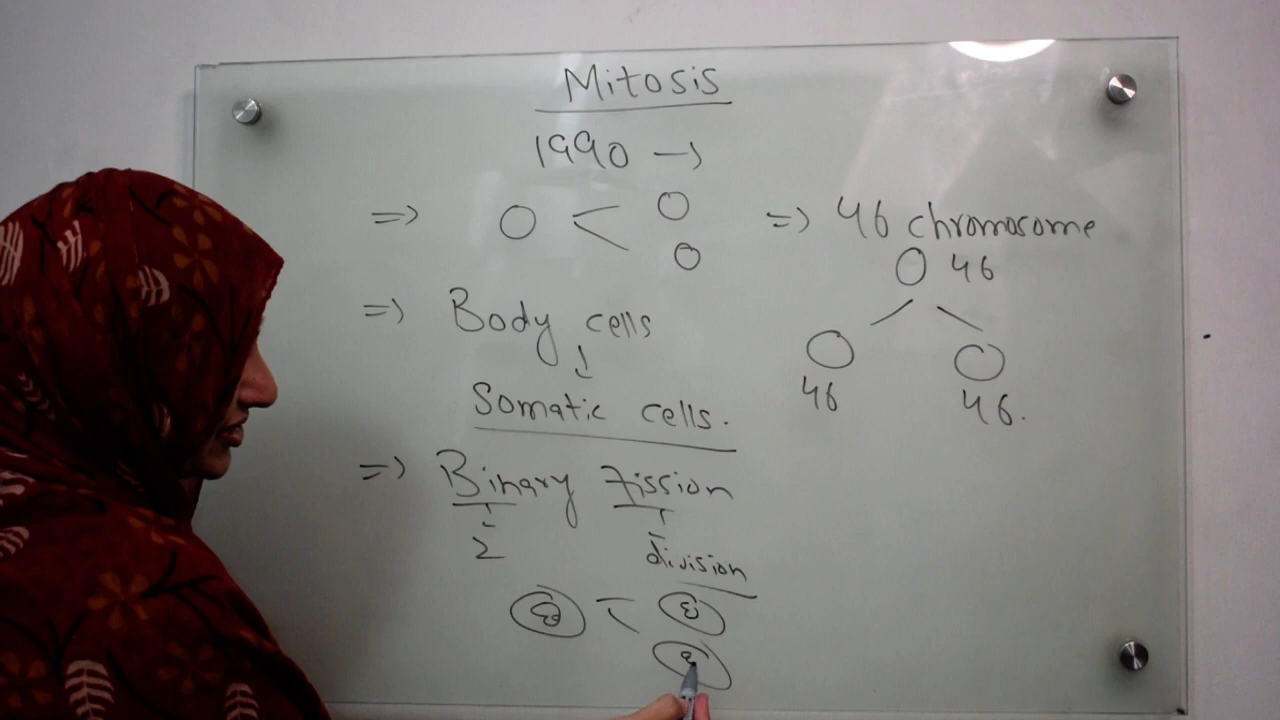 Mitosis
1990 →
⇒
⇒ 46 chromosome
46
46 46.
⇒ Body cells
↓
Somatic cells.
⇒ Binary Fission
2 division